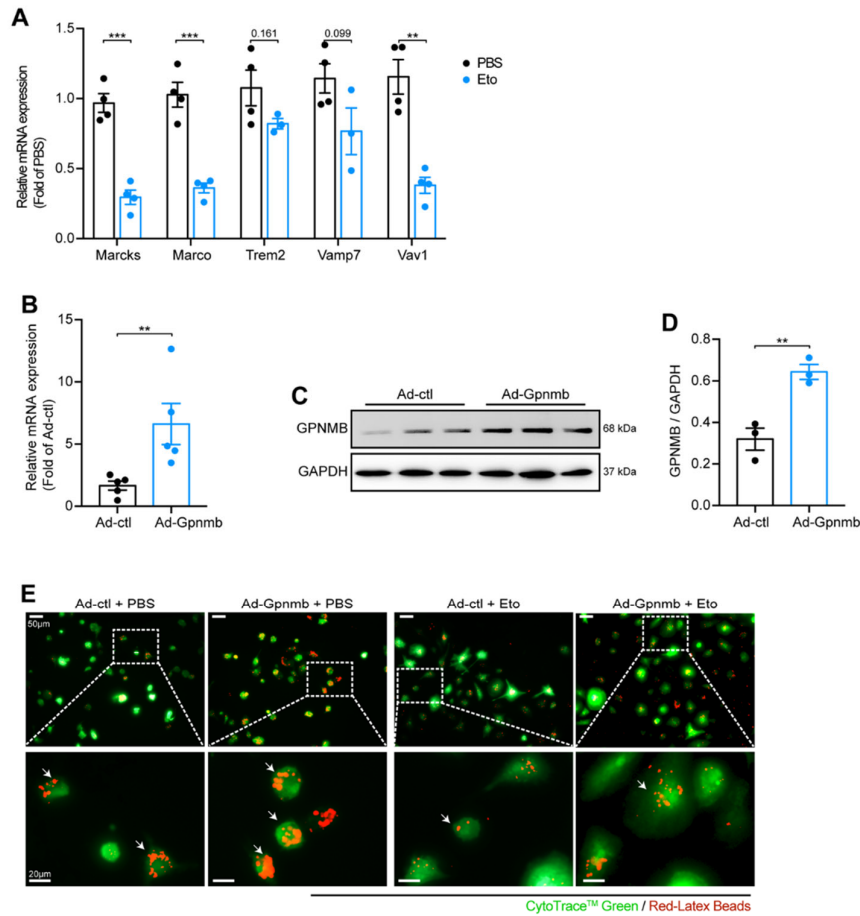 A
Relative mRNA expression
(Fold of PBS)
1.5
1.0
0.5
0.0
***
***
0.161
0.099
**
PBS
Eto
Marcks
Marco
Trem2
Vamp7
Vav1
B
Relative mRNA expression
(Fold of Ad-ctl)
15
10
5
0
**
Ad-ctl
Ad-Gpnmb
C
Ad-ctl
Ad-Gpnmb
GPNMB
68 kDa
GAPDH
37 kDa
D
GPNMB / GAPDH
0.8
0.6
0.4
0.2
0.0
**
Ad-ctl
Ad-Gpnmb
E
Ad-ctl + PBS
Ad-Gpnmb + PBS
Ad-ctl + Eto
Ad-Gpnmb + Eto
50μm
20μm
CytoTrace™ Green / Red-Latex Beads